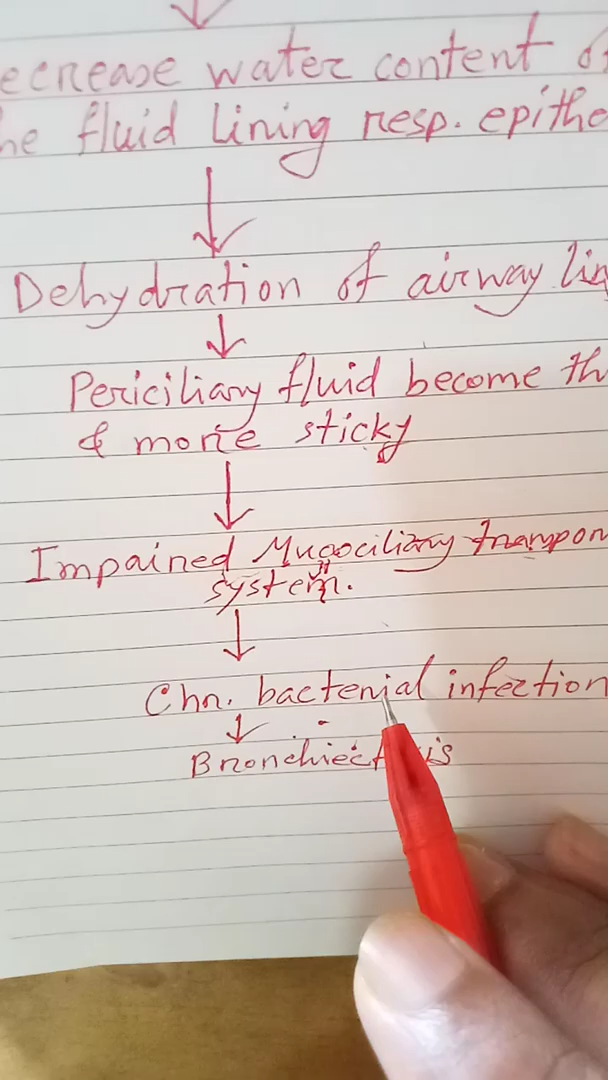 ecrease water content of
he fluid lining resp. epithe
Dehydration of airway lin
Periciliary fluid become th
& more sticky
Impaired Mucociliary transpor
system.
Chr. bacterial infection
Bronchiectasis